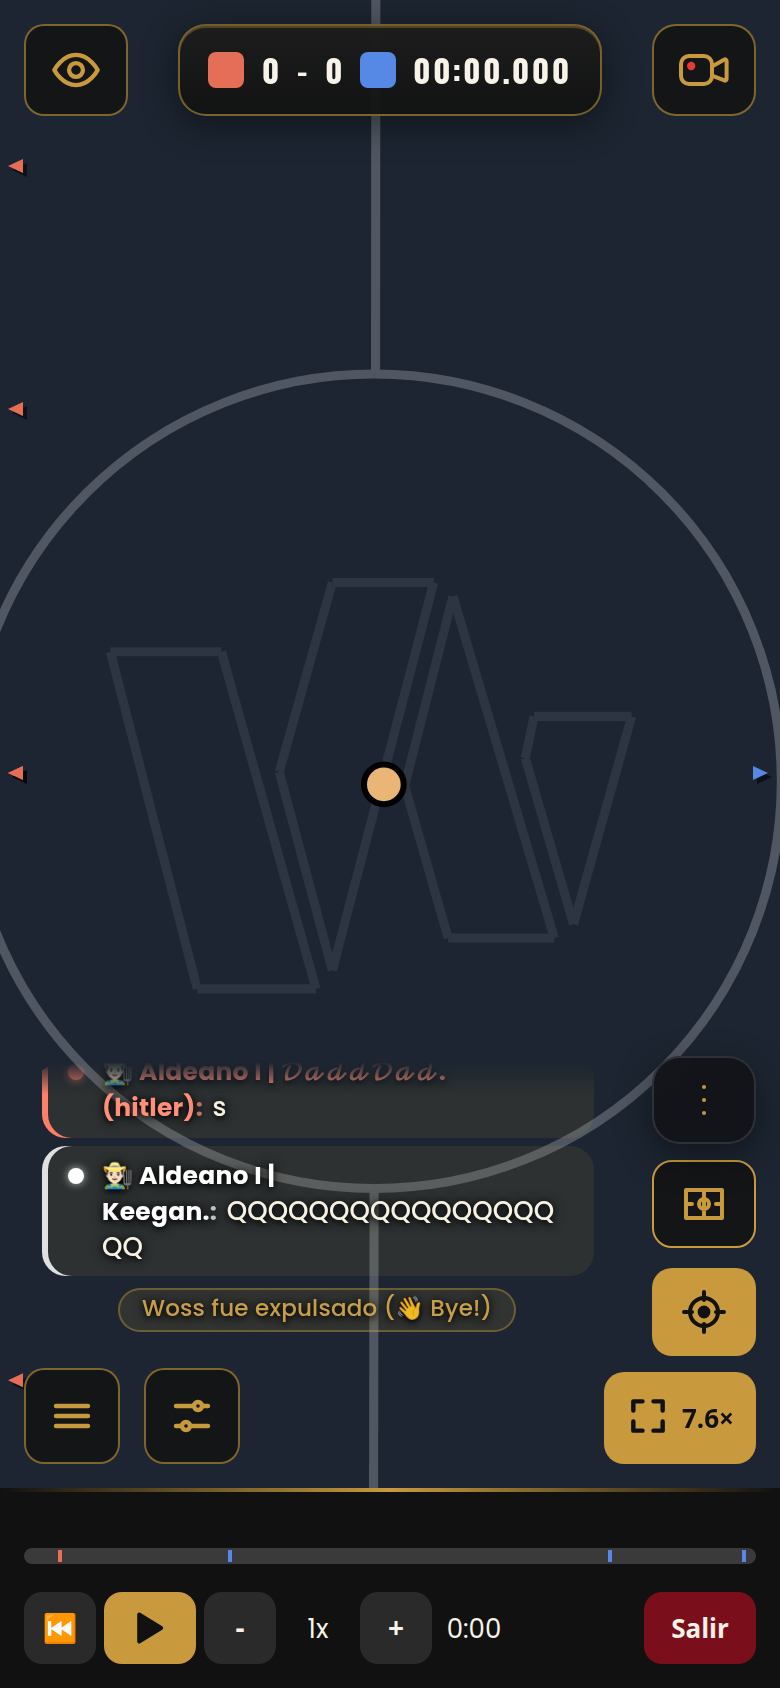 0 - 0 00:00.000
👨🏻‍🌾 Aldeano I | 𝓓𝓪𝓭𝓭𝓓𝓪𝓭.
(hitler): s
👨🏻‍🌾 Aldeano I |
Keegan.: QQQQQQQQQQQQQQQQ
QQ
Woss fue expulsado (👋 Bye!)
7.6×
- 1x + 0:00 Salir